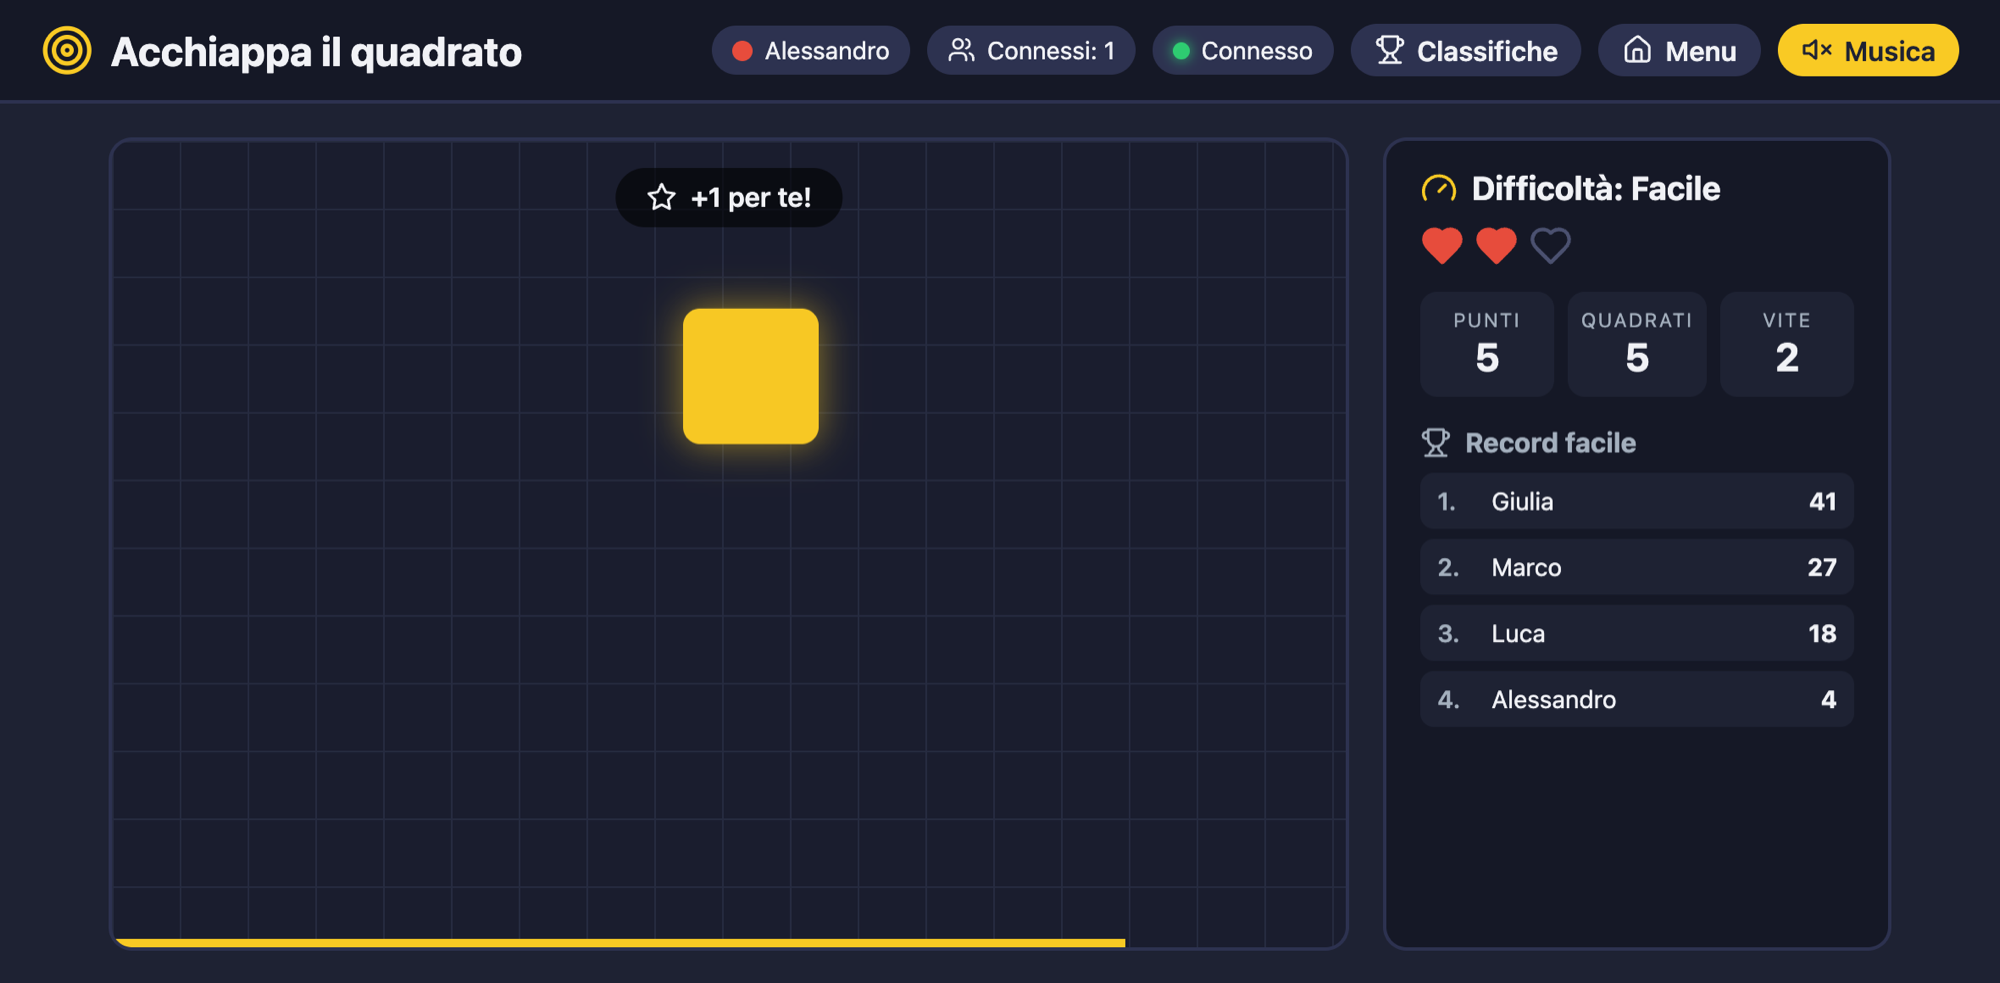 Acchiappa il quadrato
Alessandro
Connessi: 1
Connesso
Classifiche
Menu
Musica
+1 per te!
Difficoltà: Facile
PUNTI
5
QUADRATI
5
VITE
2
Record facile
1. Giulia 41
2. Marco 27
3. Luca 18
4. Alessandro 4